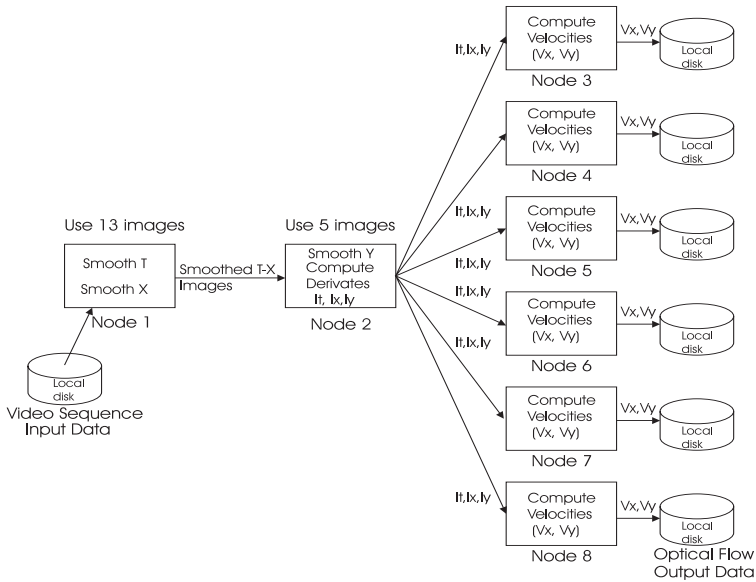 Use 13 images
Smooth T
Smooth X
Node 1
Local
disk
Video Sequence
Input Data
Smoothed T-X
Images
Use 5 images
Smooth Y
Compute
Derivates
It, Ix,Iy
Node 2
It,Ix,Iy
Compute
Velocities
(Vx, Vy)
Node 3
Vx,Vy
Local
disk
It,Ix,Iy
Compute
Velocities
(Vx, Vy)
Node 4
Vx,Vy
Local
disk
It,Ix,Iy
Compute
Velocities
(Vx, Vy)
Node 5
Vx,Vy
Local
disk
It,Ix,Iy
Compute
Velocities
(Vx, Vy)
Node 6
Vx,Vy
Local
disk
It,Ix,Iy
It,Ix,Iy
Compute
Velocities
(Vx, Vy)
Node 7
Vx,Vy
Local
disk
It,Ix,Iy
Compute
Velocities
(Vx, Vy)
Node 8
Vx,Vy
Local
disk
Optical Flow
Output Data